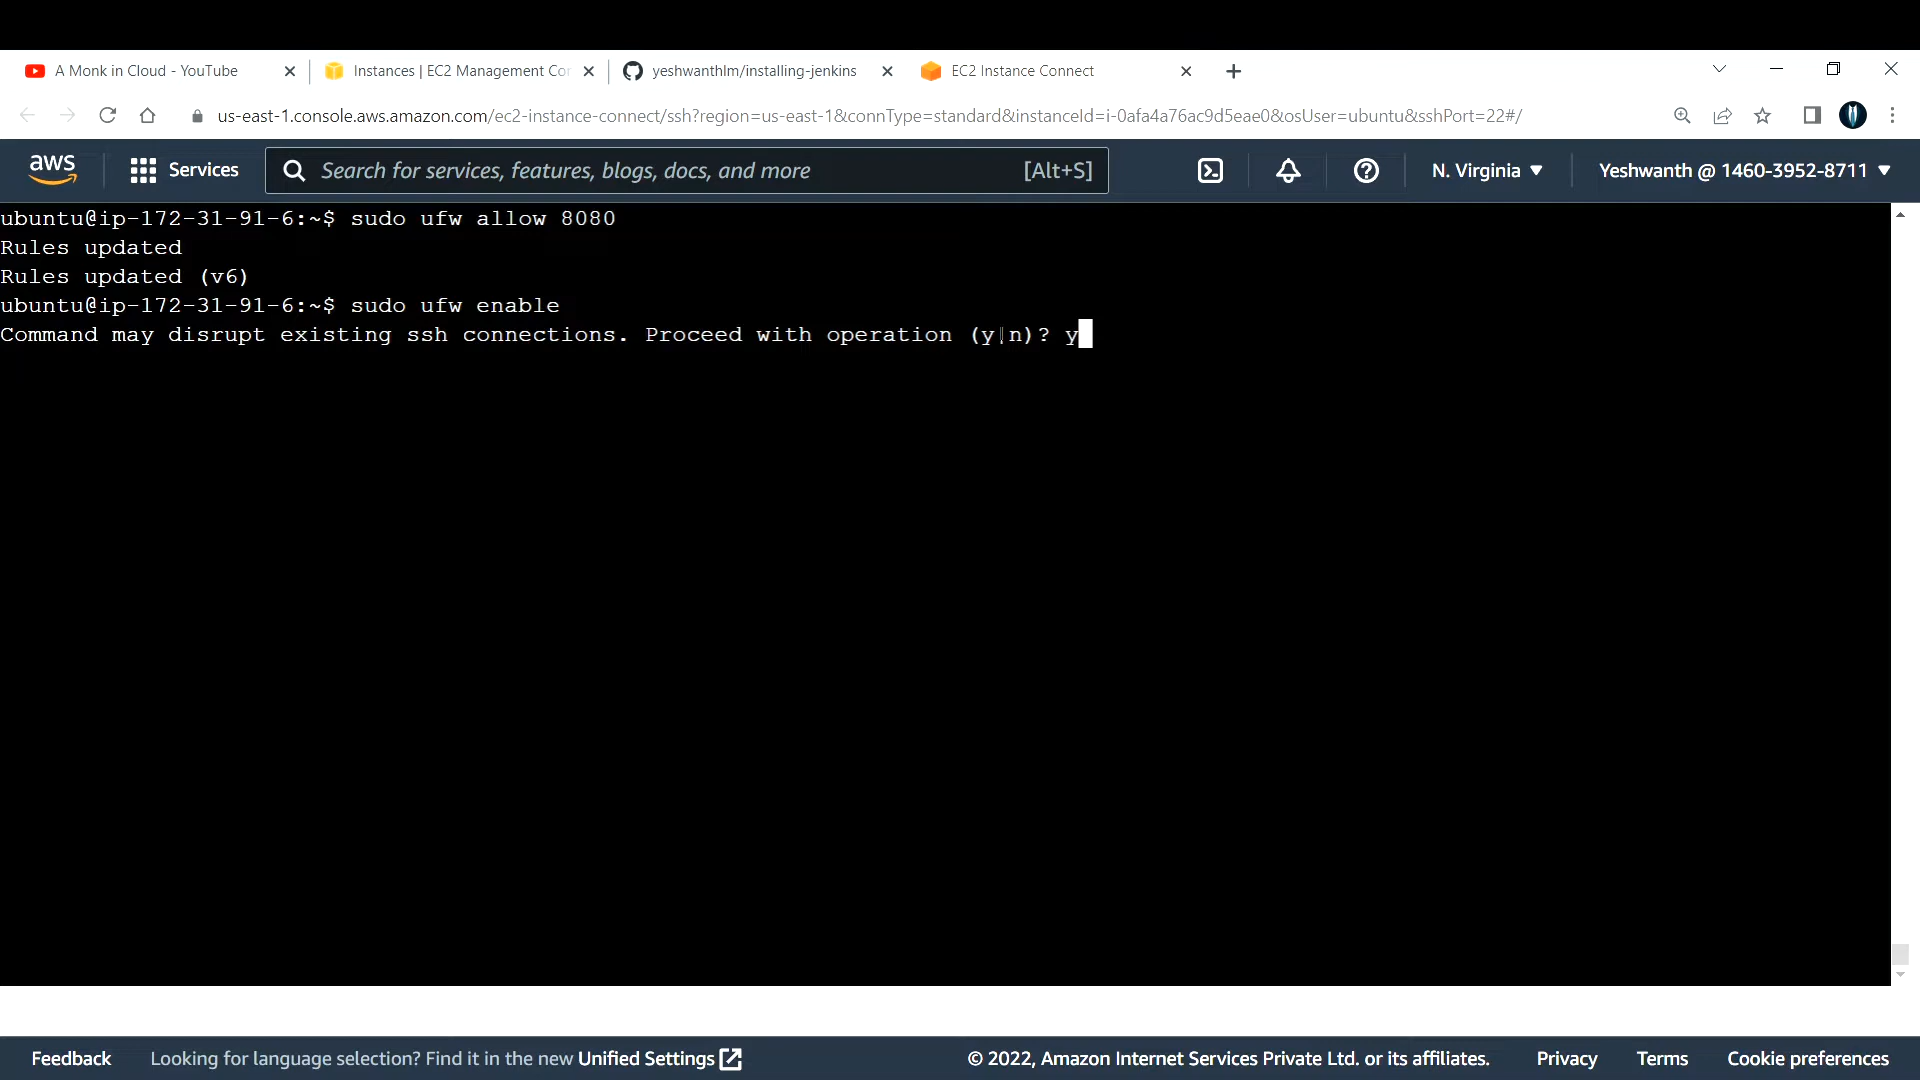 A Monk in Cloud - YouTube
Instances | EC2 Management Co
yeshwanthlm/installing-jenkins
EC2 Instance Connect
us-east-1.console.aws.amazon.com/ec2-instance-connect/ssh?region=us-east-1&connType=standard&instanceId=i-0afa4a76ac9d5eae0&osUser=ubuntu&sshPort=22#/
aws
Services
Search for services, features, blogs, docs, and more
[Alt+S]
N. Virginia
Yeshwanth @ 1460-3952-8711
ubuntu@ip-172-31-91-6:~$ sudo ufw allow 8080
Rules updated
Rules updated (v6)
ubuntu@ip-172-31-91-6:~$ sudo ufw enable
Command may disrupt existing ssh connections. Proceed with operation (y|n)? y
Feedback
Looking for language selection? Find it in the new Unified Settings
© 2022, Amazon Internet Services Private Ltd. or its affiliates.
Privacy
Terms
Cookie preferences